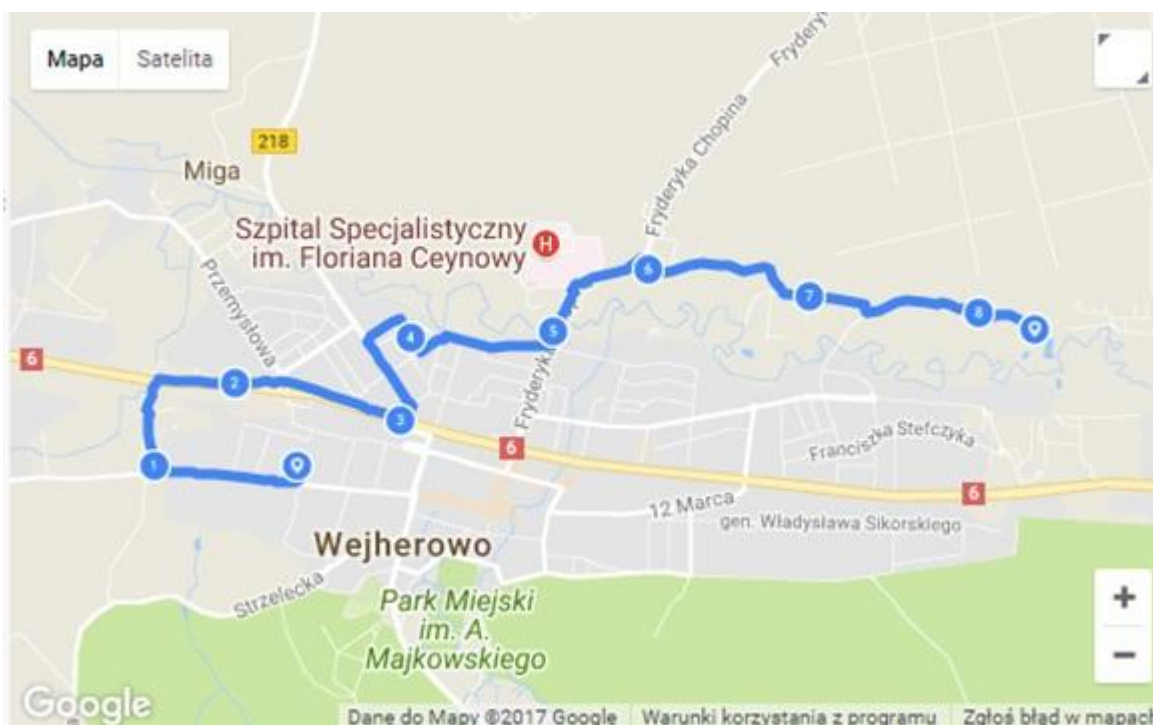 Mapa Satelita
Fryderyka
218
Miga
Fryderyka Chopina
Szpital Specjalistyczny
im. Floriana Ceynowy
H
Przemysłowa
6
7
8
4
5
6
2
Fryderyka
3
6
1
Franciszka Stefczyka
6
12 Marca
gen. Władysława Sikorskiego
Wejherowo
Strzelecka
Park Miejski
im. A.
Majkowskiego
+
−
Google
Dane do Mapy ©2017 Google Warunki korzystania z programu Zgłoś błąd w mapach